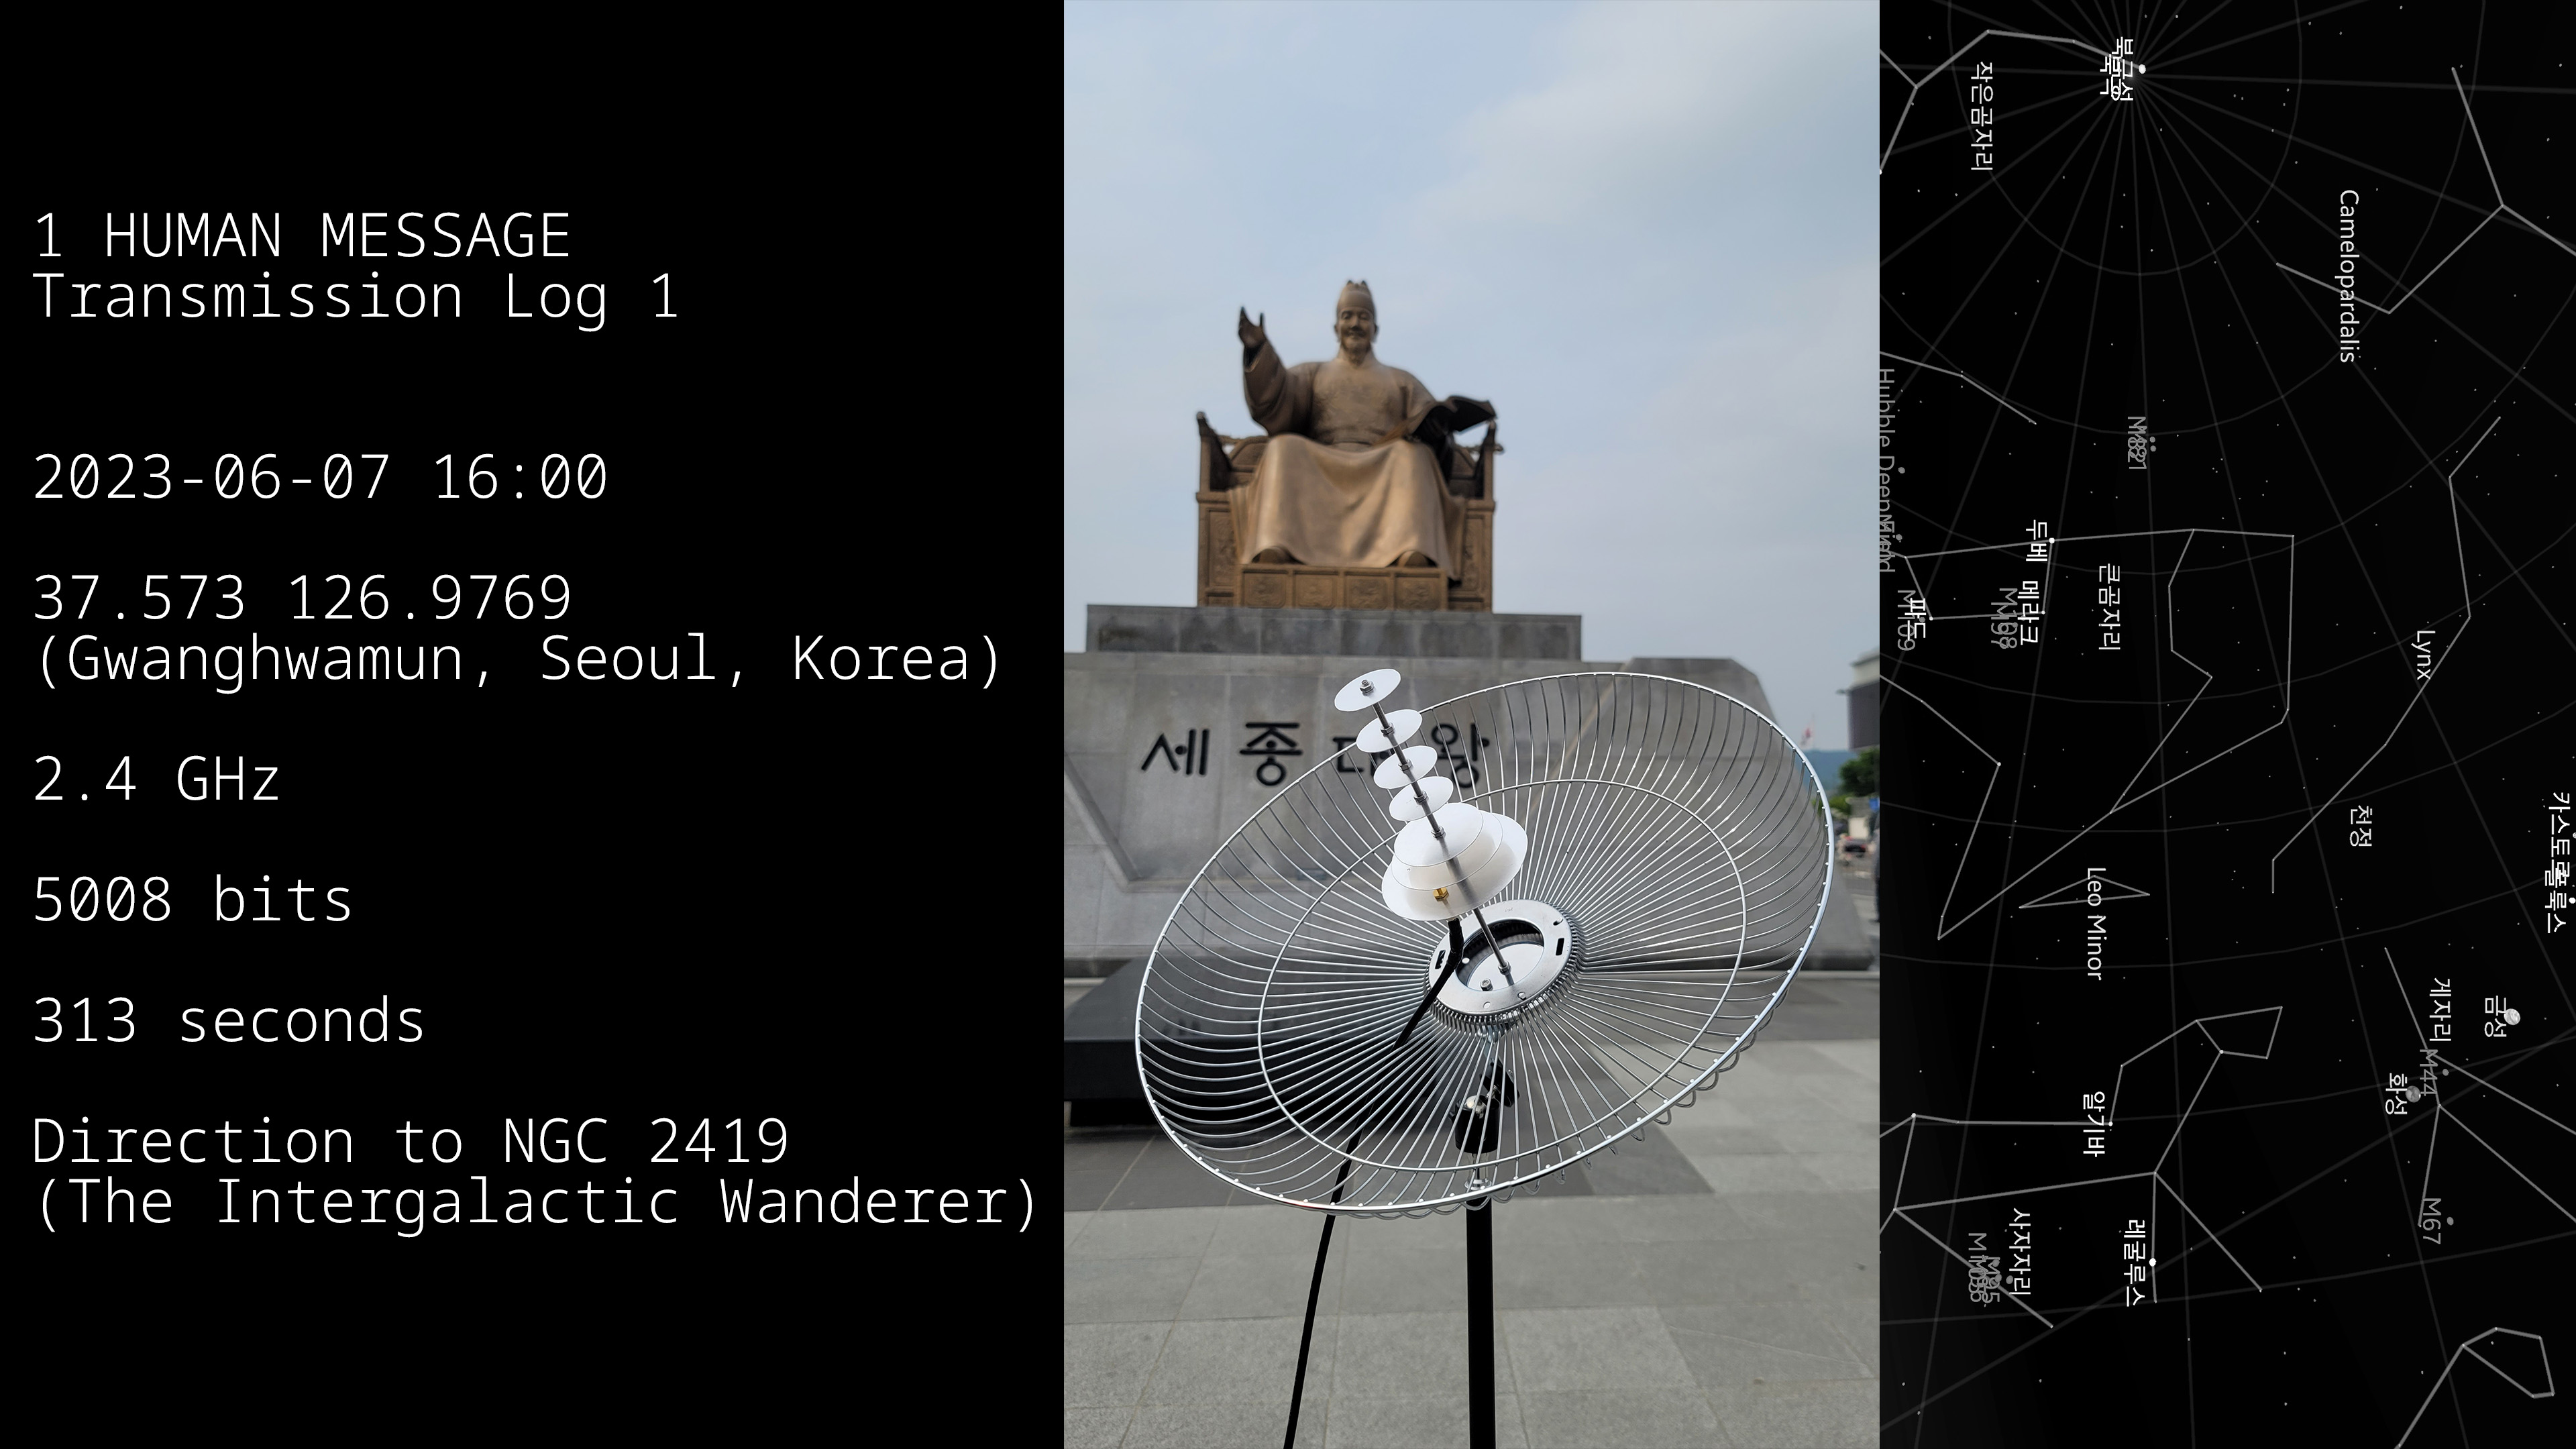 1 HUMAN MESSAGE
Transmission Log 1
2023-06-07 16:00
37.573 126.9769
(Gwanghwamun, Seoul, Korea)
2.4 GHz
5008 bits
313 seconds
Direction to NGC 2419
(The Intergalactic Wanderer)
세종대왕
작은곰자리
북극성
Camelopardalis
Hubble Deep Field
두베
메라크
큰곰자리
M109
Lynx
천정
Leo Minor
카스토르
폴룩스
게자리
금성
M44
화성
알기바
M67
사자자리
레굴루스